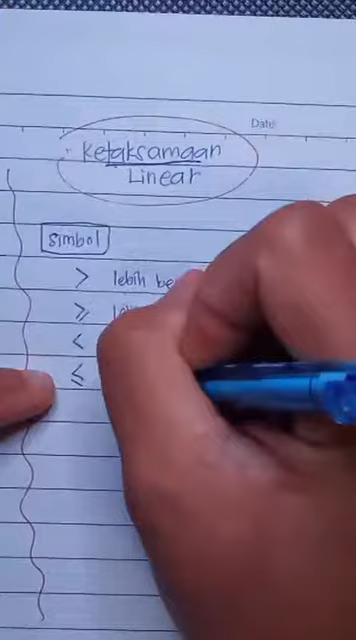 Date
Ketaksamaan
Linear
simbol
> lebih
≥
<
≤